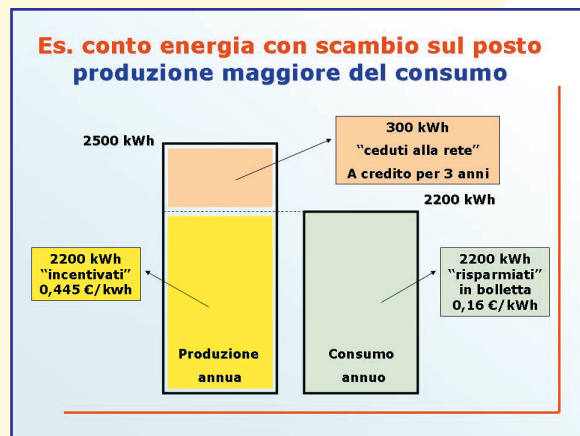 Es. conto energia con scambio sul posto
produzione maggiore del consumo
2500 kWh
300 kWh
“ceduti alla rete”
A credito per 3 anni
2200 kWh
2200 kWh
“incentivati”
0,445 €/kwh
2200 kWh
“risparmiati”
in bolletta
0,16 €/kWh
Produzione
annua
Consumo
annuo